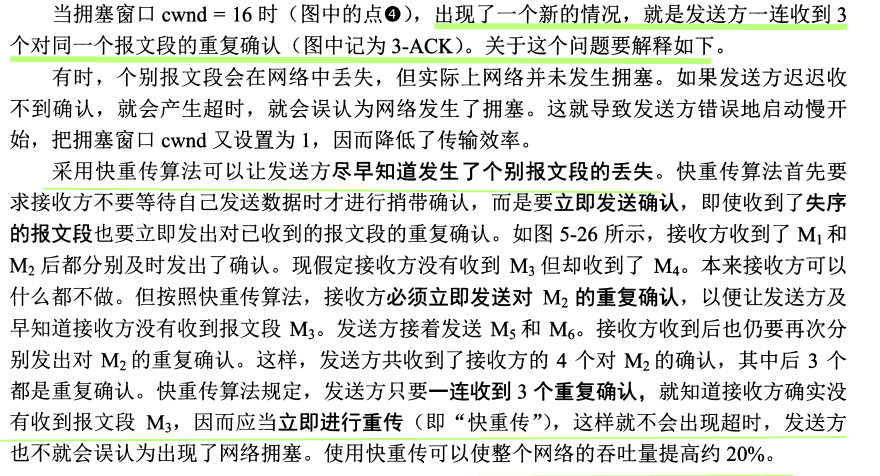 当拥塞窗口 cwnd = 16 时（图中的点❹），出现了一个新的情况，就是发送方一连收到 3
个对同一个报文段的重复确认（图中记为 3-ACK）。关于这个问题要解释如下。
有时，个别报文段会在网络中丢失，但实际上网络并未发生拥塞。如果发送方迟迟收
不到确认，就会产生超时，就会误认为网络发生了拥塞。这就导致发送方错误地启动慢开
始，把拥塞窗口 cwnd 又设置为 1，因而降低了传输效率。
采用快重传算法可以让发送方尽早知道发生了个别报文段的丢失。快重传算法首先要
求接收方不要等待自己发送数据时才进行捎带确认，而是要立即发送确认，即使收到了失序
的报文段也要立即发出对已收到的报文段的重复确认。如图 5-26 所示，接收方收到了 M₁ 和
M₂ 后都分别及时发出了确认。现假定接收方没有收到 M₃ 但却收到了 M₄。本来接收方可以
什么都不做。但按照快重传算法，接收方必须立即发送对 M₂ 的重复确认，以便让发送方及
早知道接收方没有收到报文段 M₃。发送方接着发送 M₅ 和 M₆。接收方收到后也仍要再次分
别发出对 M₂ 的重复确认。这样，发送方共收到了接收方的 4 个对 M₂ 的确认，其中后 3 个
都是重复确认。快重传算法规定，发送方只要一连收到 3 个重复确认，就知道接收方确实没
有收到报文段 M₃，因而应当立即进行重传（即“快重传”），这样就不会出现超时，发送方
也不就会误认为出现了网络拥塞。使用快重传可以使整个网络的吞吐量提高约 20%。